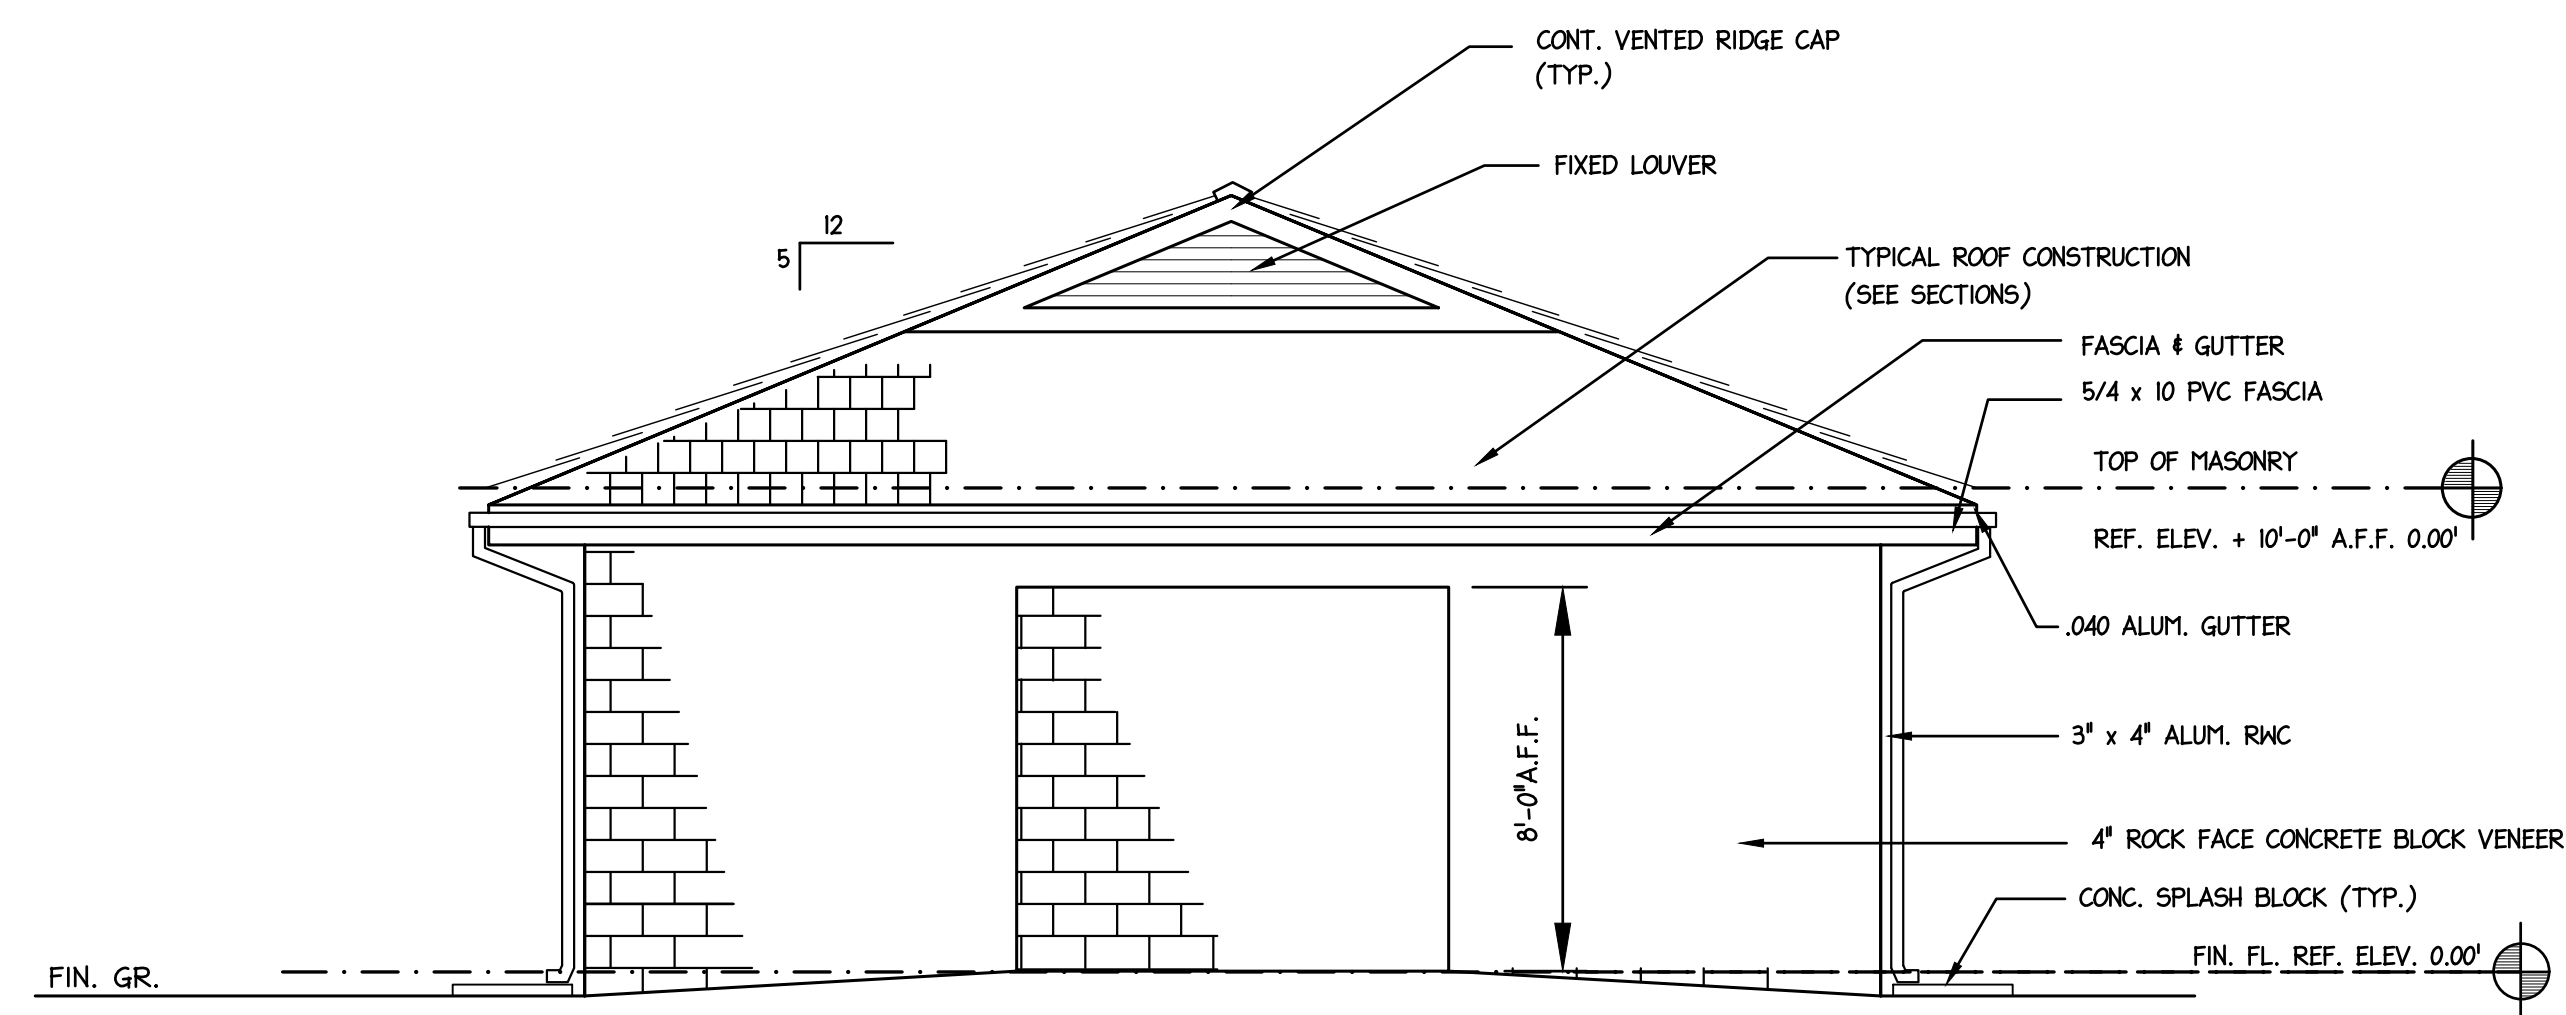 CONT. VENTED RIDGE CAP
(TYP.)
FIXED LOUVER
12
5
TYPICAL ROOF CONSTRUCTION
(SEE SECTIONS)
FASCIA & GUTTER
5/4 x 10 PVC FASCIA
TOP OF MASONRY
REF. ELEV. + 10'-0" A.F.F. 0.00'
.040 ALUM. GUTTER
3" x 4" ALUM. RWC
8'-0"A.F.F.
4" ROCK FACE CONCRETE BLOCK VENEER
CONC. SPLASH BLOCK (TYP.)
FIN. FL. REF. ELEV. 0.00'
FIN. GR.